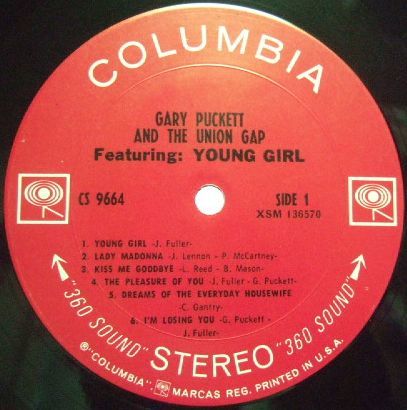 COLUMBIA
GARY PUCKETT
AND THE UNION GAP
Featuring: YOUNG GIRL
CS 9664
SIDE 1
XSM 136570
1. YOUNG GIRL -J. Fuller-
2. LADY MADONNA -J. Lennon - P. McCartney-
3. KISS ME GOODBYE -L. Reed - B. Mason-
4. THE PLEASURE OF YOU -J. Fuller - G. Puckett-
5. DREAMS OF THE EVERYDAY HOUSEWIFE
-C. Gantry-
6. I'M LOSING YOU -G. Puckett -
J. Fuller-
"360 SOUND" STEREO "360 SOUND"
®"COLUMBIA", MARCAS REG. PRINTED IN U.S.A.